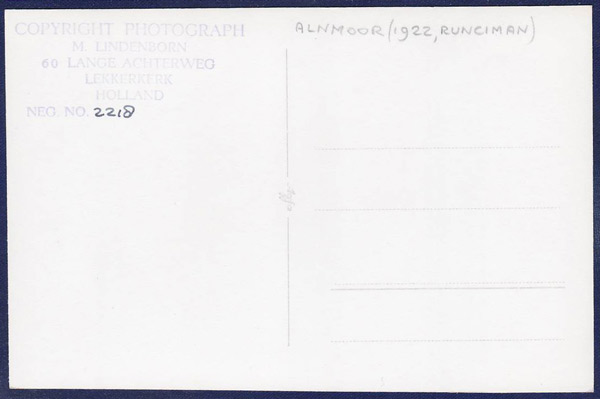 COPYRIGHT PHOTOGRAPH
M. LINDENBORN
60 LANGE ACHTERWEG
LEKKERKERK
HOLLAND
NEG. NO. 2218
ALNMOOR (1922, RUNCIMAN)